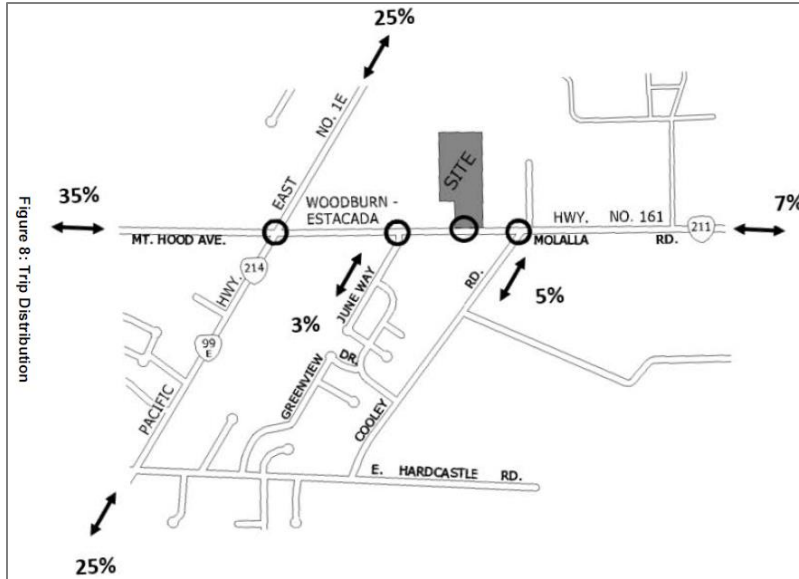 25%
EAST NO. 1E
SITE
35%
WOODBURN -
ESTACADA
HWY. NO. 161
7%
MT. HOOD AVE.
MOLALLA RD.
211
214
HWY.
RD.
5%
JUNE WAY
3%
99
E
DR.
GREENVIEW
PACIFIC
COOLEY
E. HARDCASTLE RD.
25%
Figure 8: Trip Distribution